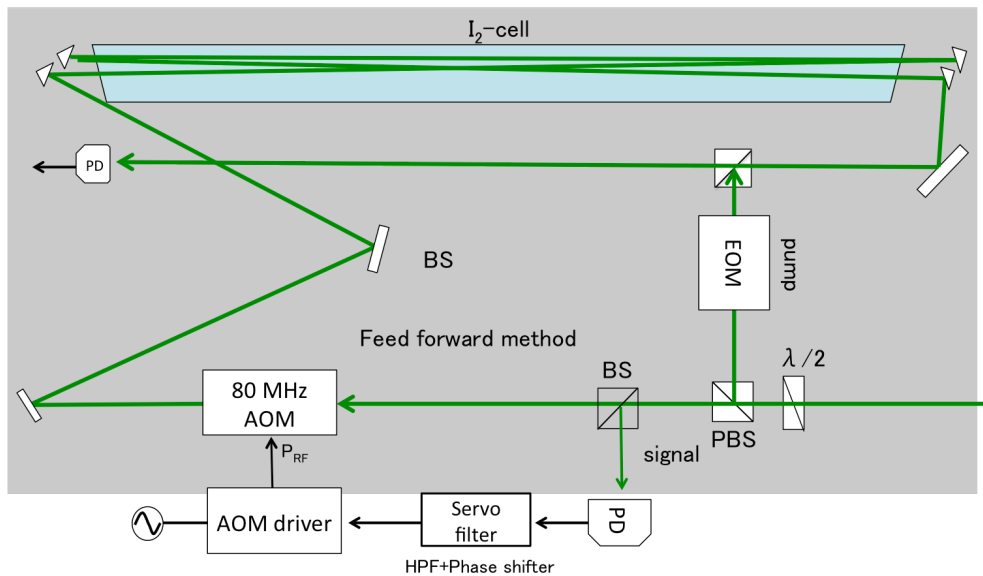 I₂-cell
PD
EOM
pump
BS
Feed forward method
BS
λ/2
80 MHz
AOM
PBS
signal
P_RF
AOM driver
Servo
filter
PD
HPF+Phase shifter